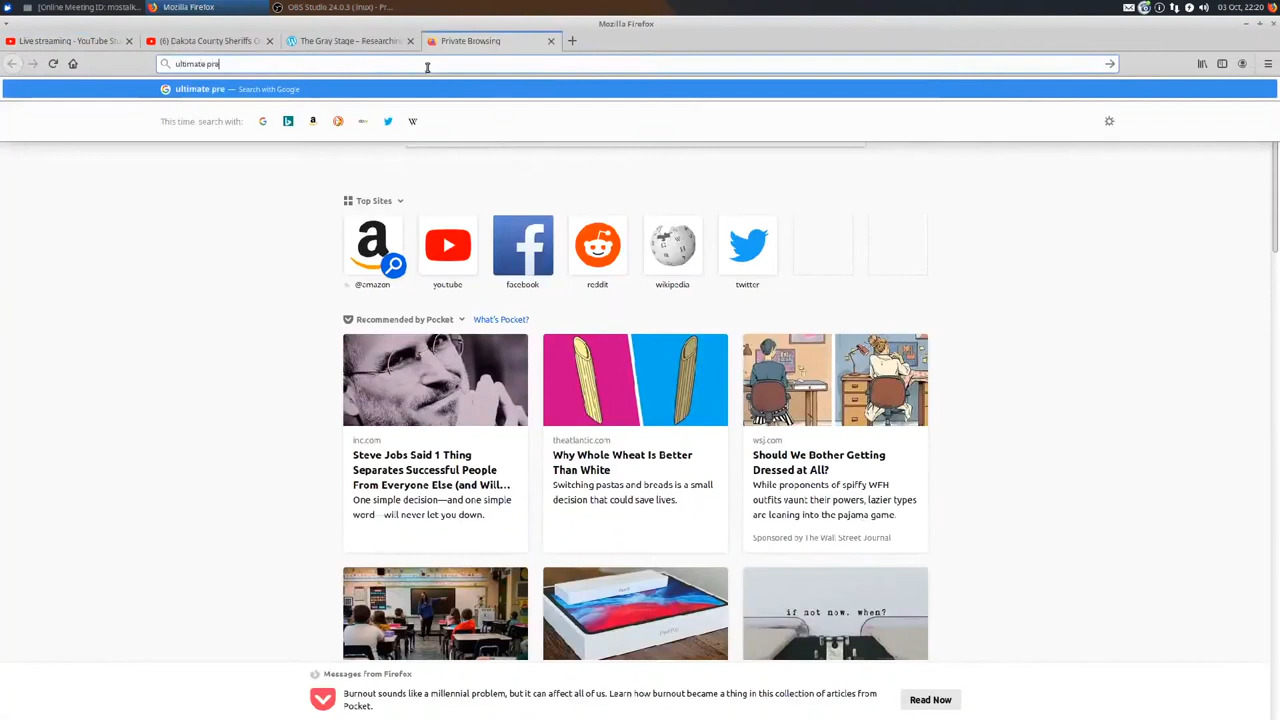 [Online Meeting ID: mostalk...
Mozilla Firefox
OBS Studio 24.0.3 (linux) - Pr...
03 Oct, 22:20
Mozilla Firefox
Live streaming - YouTube Stu
(6) Dakota County Sheriffs O
The Gray Stage – Researchin
Private Browsing
ultimate pre
ultimate pre — Search with Google
This time, search with:
Top Sites
@amazon
youtube
facebook
reddit
wikipedia
twitter
Recommended by Pocket
What's Pocket?
inc.com
Steve Jobs Said 1 Thing
Separates Successful People
From Everyone Else (and Will...
One simple decision—and one simple
word—will never let you down.
theatlantic.com
Why Whole Wheat Is Better
Than White
Switching pastas and breads is a small
decision that could save lives.
wsj.com
Should We Bother Getting
Dressed at All?
While proponents of spiffy WFH
outfits vaunt their powers, lazier types
are leaning into the pajama game.
Sponsored by The Wall Street Journal
if not now, when?
Messages from Firefox
Burnout sounds like a millennial problem, but it can affect all of us. Learn how burnout became a thing in this collection of articles from
Pocket.
Read Now